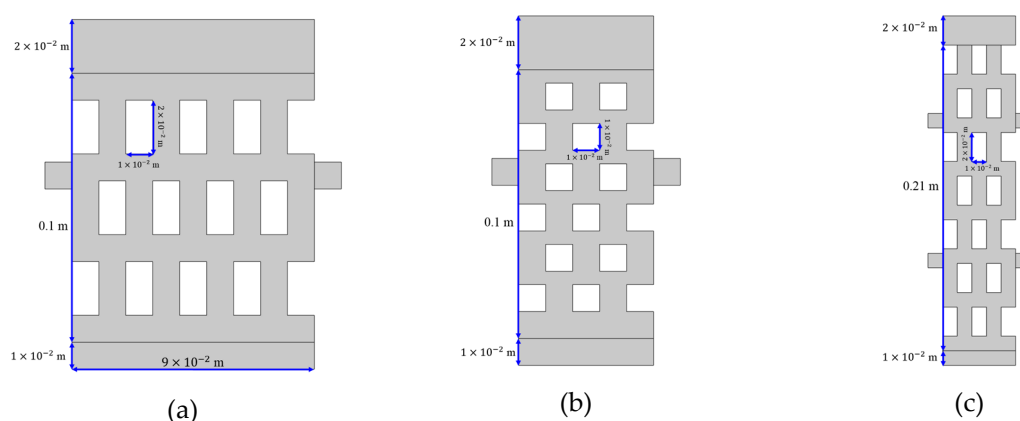 2 × 10⁻² m
2 × 10⁻² m
1 × 10⁻² m
0.1 m
1 × 10⁻² m
9 × 10⁻² m
(a)
2 × 10⁻² m
1 × 10⁻² m
1 × 10⁻² m
0.1 m
1 × 10⁻² m
(b)
2 × 10⁻² m
2 × 10⁻² m
1 × 10⁻² m
0.21 m
1 × 10⁻² m
(c)